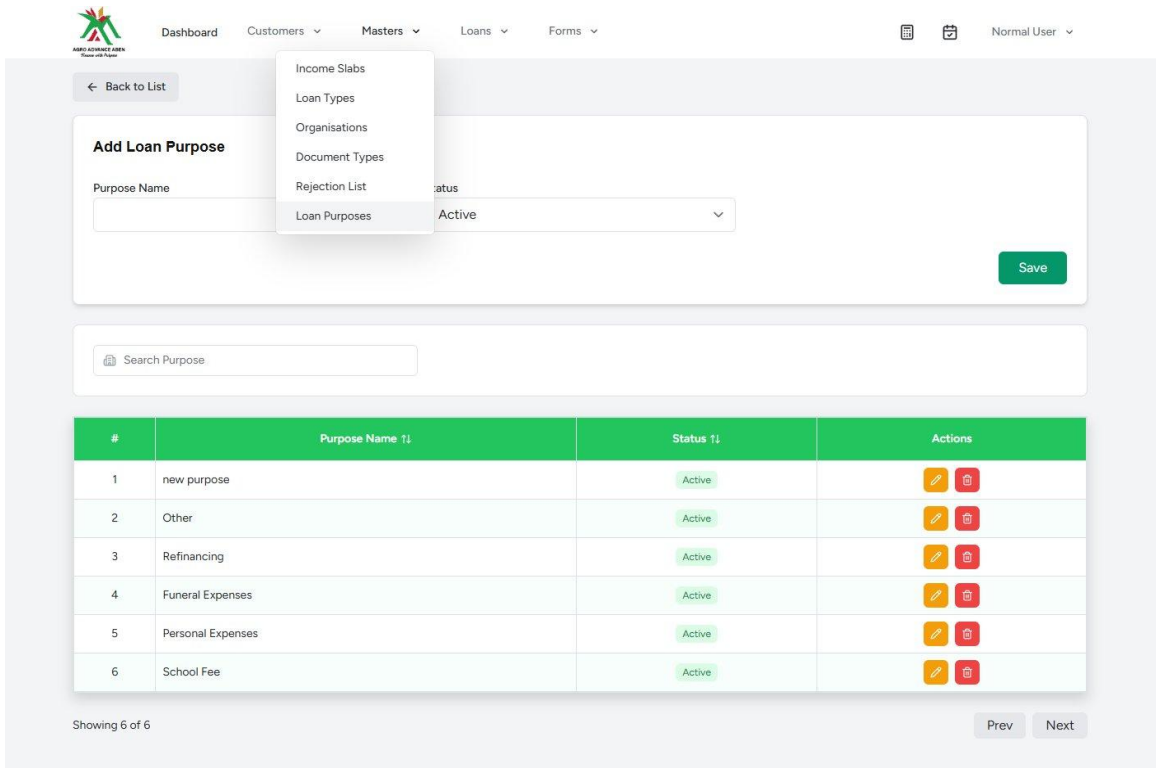 AGRO ADVANCE ABEN
Dashboard Customers Masters Loans Forms Normal User
Income Slabs
Loan Types
Organisations
Document Types
Rejection List
Loan Purposes
← Back to List
Add Loan Purpose
Purpose Name
tatus
Active
Save
Search Purpose
# Purpose Name ↑↓ Status ↑↓ Actions
1 new purpose Active
2 Other Active
3 Refinancing Active
4 Funeral Expenses Active
5 Personal Expenses Active
6 School Fee Active
Showing 6 of 6 Prev Next